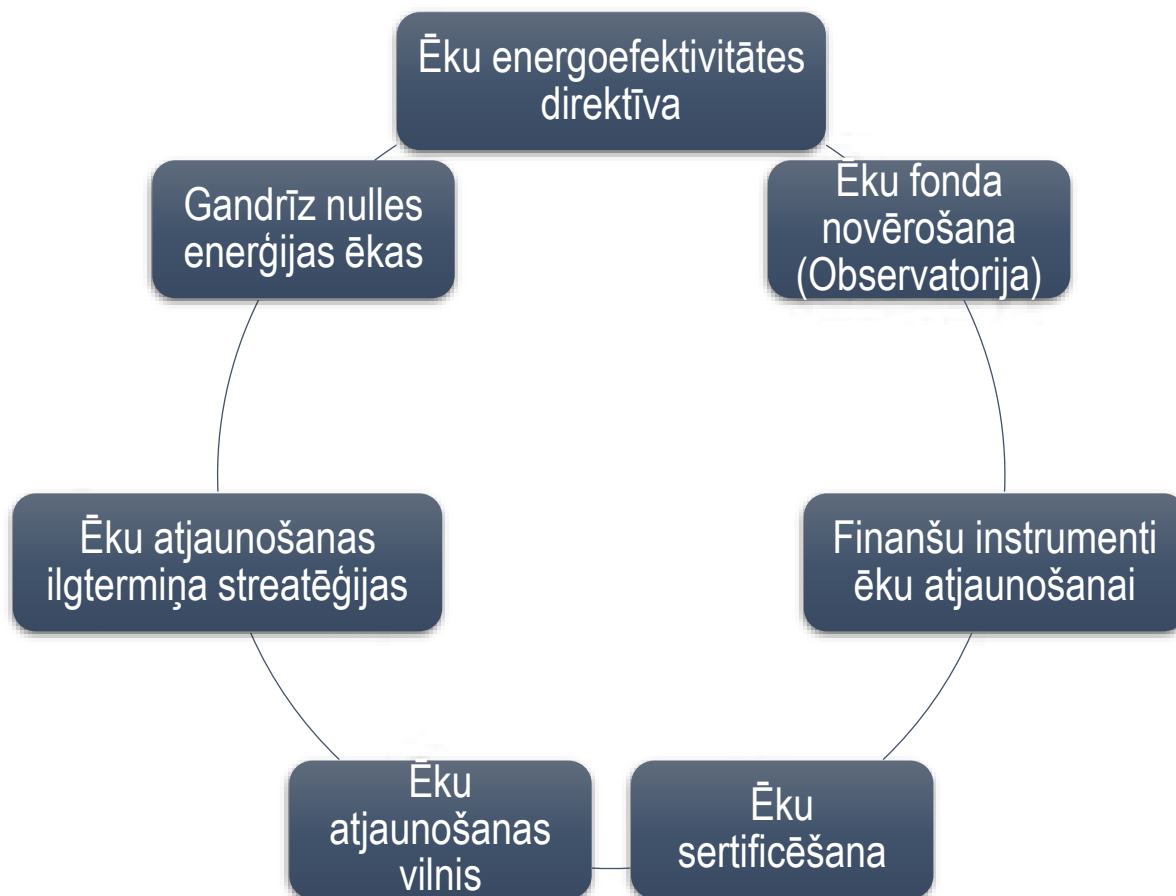 Ēku energoefektivitātes
direktīva
Gandrīz nulles
enerģijas ēkas
Ēku fonda
novērošana
(Observatorija)
Ēku atjaunošanas
ilgtermiņa streatēģijas
Finanšu instrumenti
ēku atjaunošanai
Ēku
atjaunošanas
vilnis
Ēku
sertificēšana